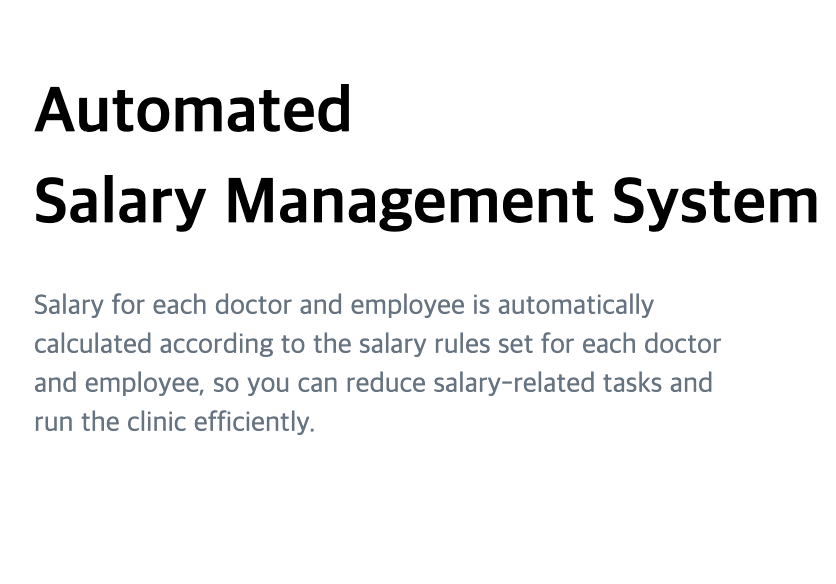 Automated
Salary Management System
Salary for each doctor and employee is automatically
calculated according to the salary rules set for each doctor
and employee, so you can reduce salary-related tasks and
run the clinic efficiently.